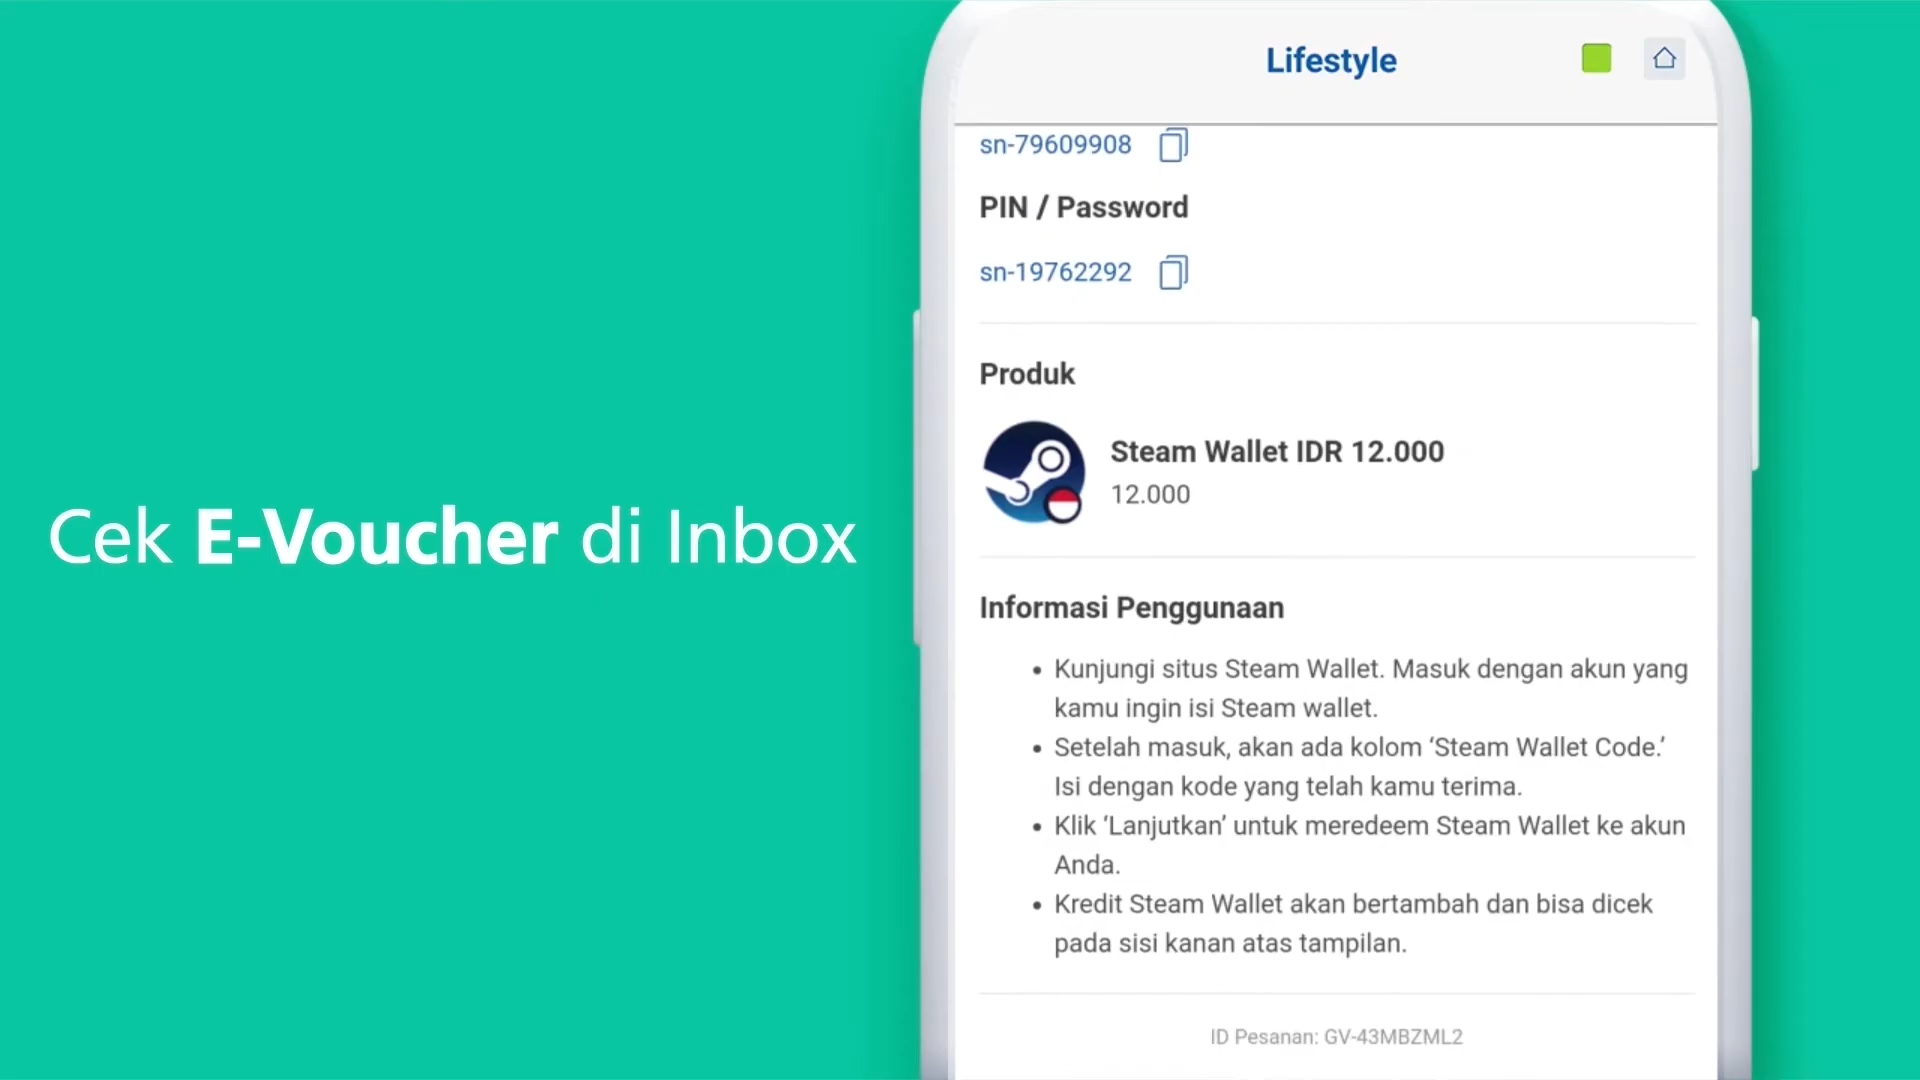 Cek E-Voucher di Inbox
Lifestyle
sn-79609908
PIN / Password
sn-19762292
Produk
Steam Wallet IDR 12.000
12.000
Informasi Penggunaan
• Kunjungi situs Steam Wallet. Masuk dengan akun yang
kamu ingin isi Steam wallet.
• Setelah masuk, akan ada kolom ‘Steam Wallet Code.’
Isi dengan kode yang telah kamu terima.
• Klik ‘Lanjutkan’ untuk meredeem Steam Wallet ke akun
Anda.
• Kredit Steam Wallet akan bertambah dan bisa dicek
pada sisi kanan atas tampilan.
ID Pesanan: GV-43MBZML2